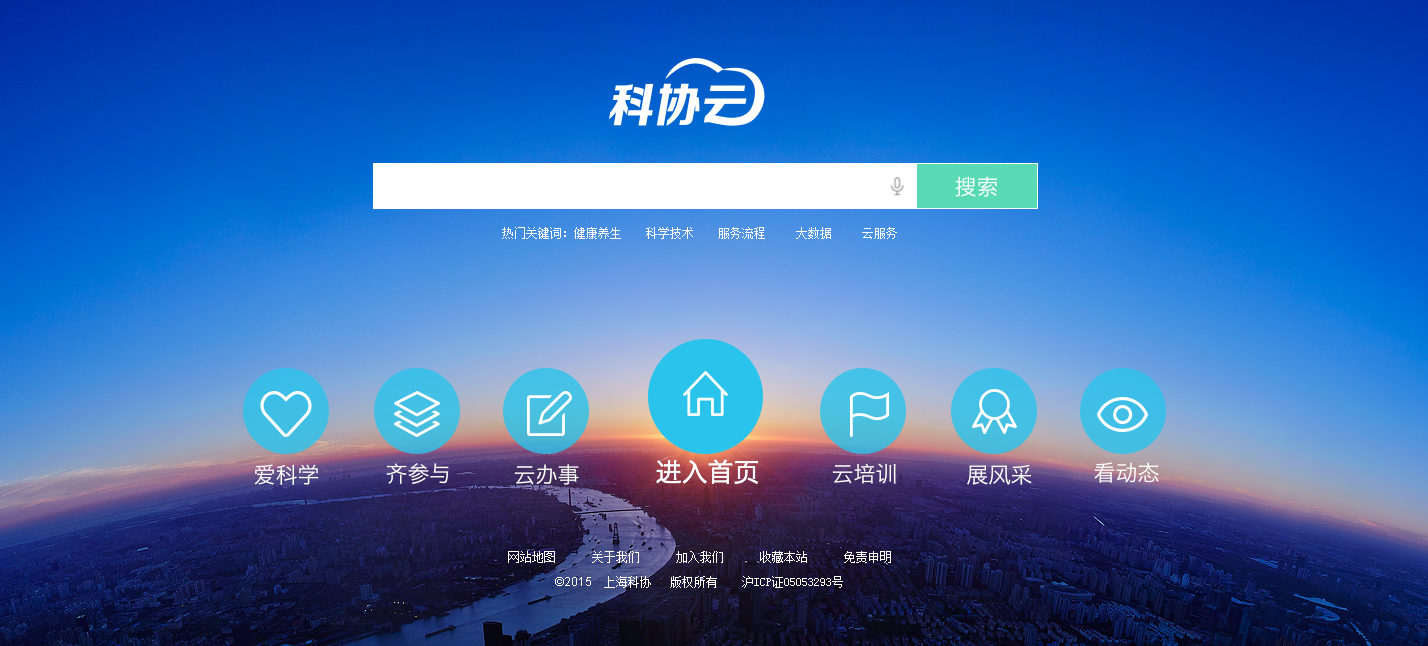 科协云
搜索
热门关键词：健康养生 科学技术 服务流程 大数据 云服务
爱科学 齐参与 云办事 进入首页 云培训 展风采 看动态
网站地图 关于我们 加入我们 收藏本站 免责申明
©2015 上海科协 版权所有 沪ICP证05053293号